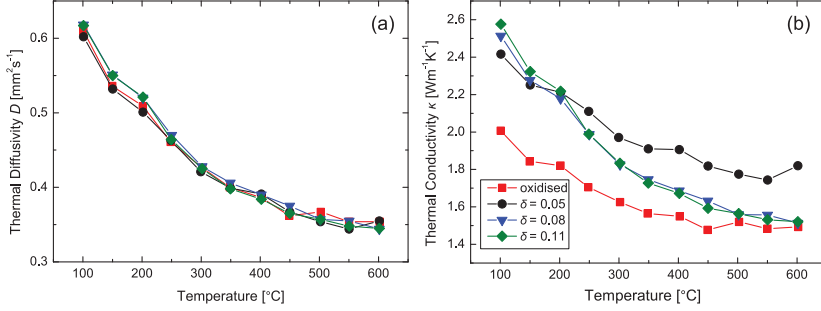 (a)
Thermal Diffusivity D [mm²s⁻¹]
0.6
0.5
0.4
0.3
100 200 300 400 500 600
Temperature [°C]
(b)
Thermal Conductivity κ [Wm⁻¹K⁻¹]
2,6
2,4
2,2
2,0
1,8
1,6
1,4
oxidised
δ = 0.05
δ = 0.08
δ = 0.11
100 200 300 400 500 600
Temperature [°C]